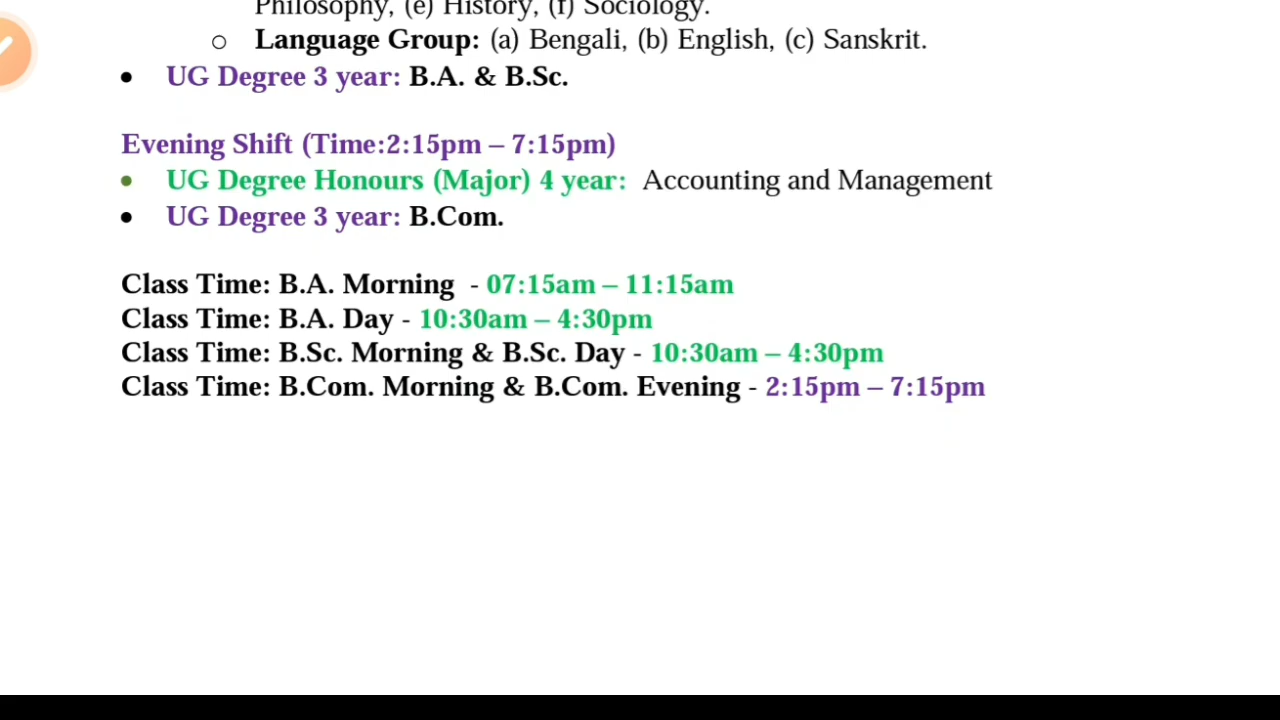 Philosophy, (e) History, (f) Sociology.
o Language Group: (a) Bengali, (b) English, (c) Sanskrit.
• UG Degree 3 year: B.A. & B.Sc.
Evening Shift (Time:2:15pm – 7:15pm)
• UG Degree Honours (Major) 4 year: Accounting and Management
• UG Degree 3 year: B.Com.
Class Time: B.A. Morning - 07:15am – 11:15am
Class Time: B.A. Day - 10:30am – 4:30pm
Class Time: B.Sc. Morning & B.Sc. Day - 10:30am – 4:30pm
Class Time: B.Com. Morning & B.Com. Evening - 2:15pm – 7:15pm